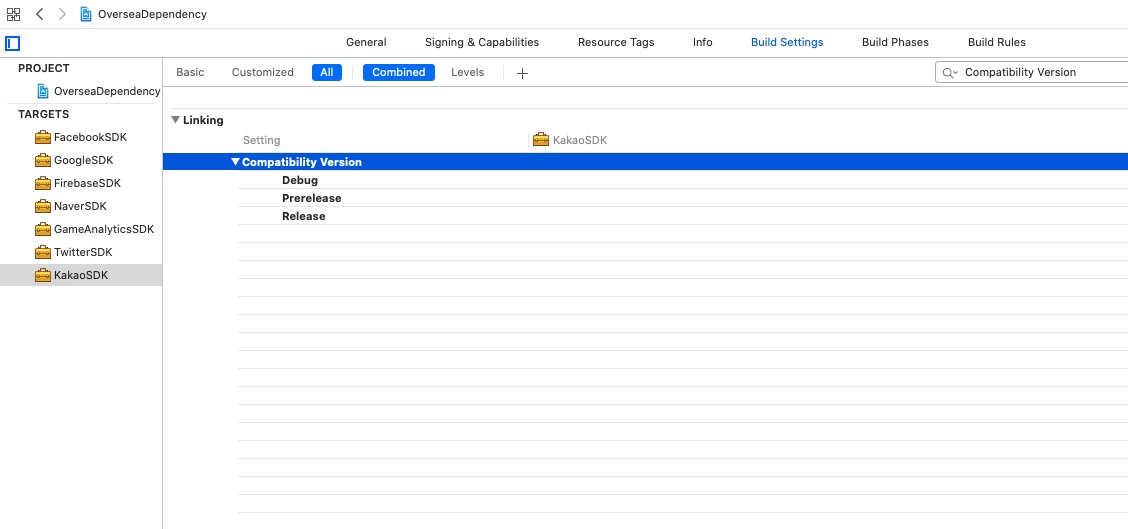 OverseaDependency
General Signing & Capabilities Resource Tags Info Build Settings Build Phases Build Rules
PROJECT
OverseaDependency
TARGETS
FacebookSDK
GoogleSDK
FirebaseSDK
NaverSDK
GameAnalyticsSDK
TwitterSDK
KakaoSDK
Basic Customized All Combined Levels Compatibility Version
Linking
Setting KakaoSDK
Compatibility Version
Debug
Prerelease
Release